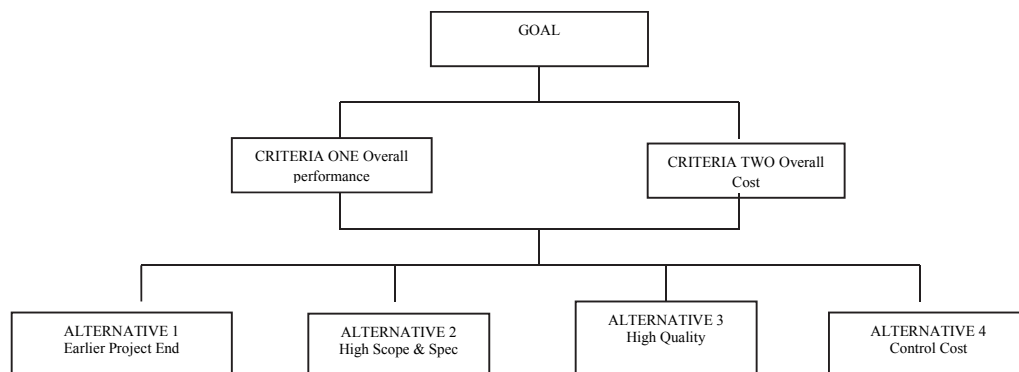 GOAL
CRITERIA ONE Overall
performance
CRITERIA TWO Overall
Cost
ALTERNATIVE 1
Earlier Project End
ALTERNATIVE 2
High Scope & Spec
ALTERNATIVE 3
High Quality
ALTERNATIVE 4
Control Cost